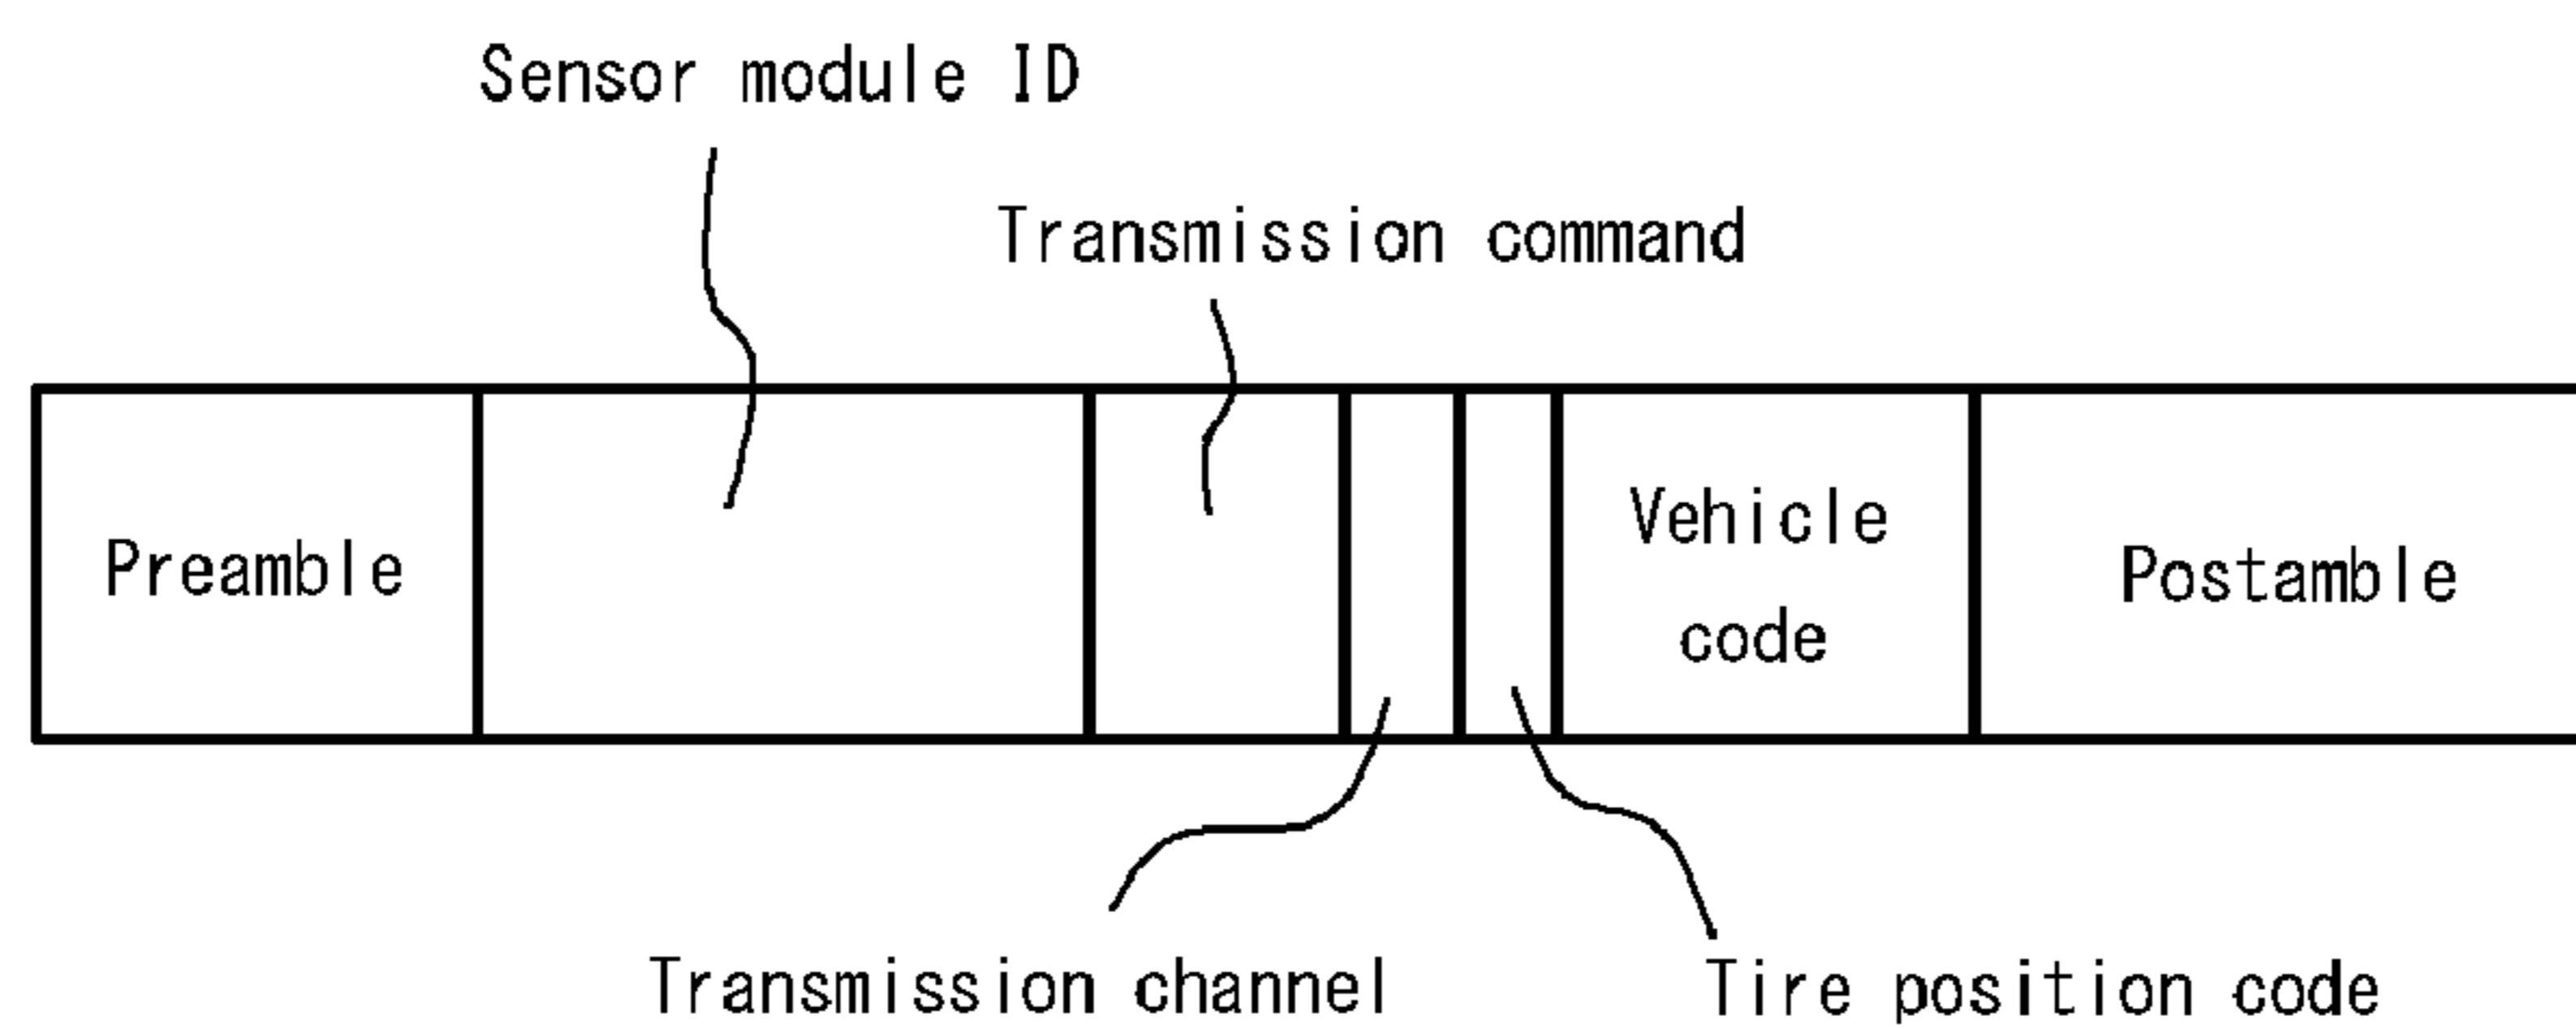 Sensor module ID
Transmission command
Preamble
Vehicle
code
Postamble
Transmission channel
Tire position code